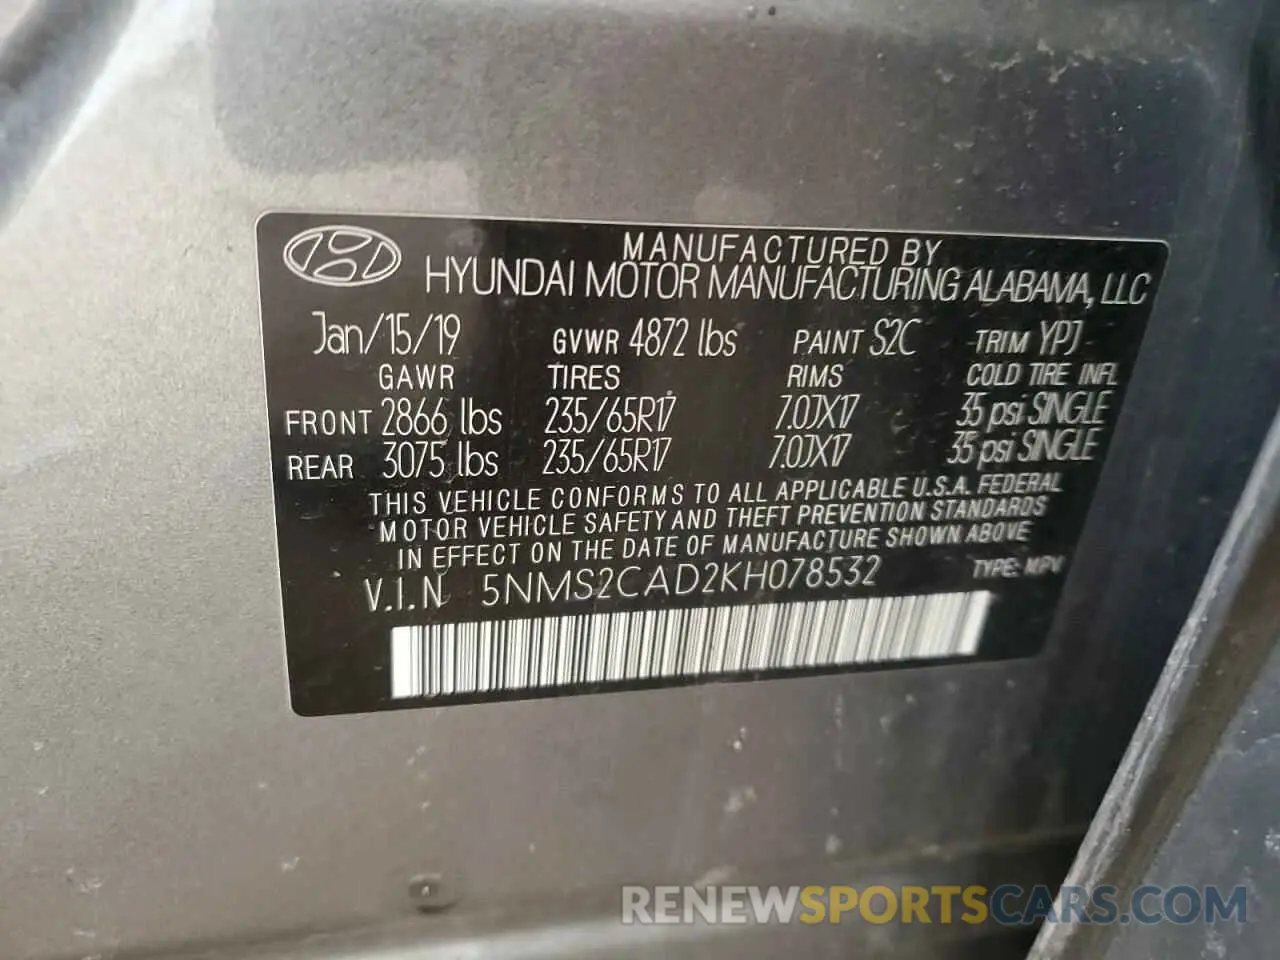 MANUFACTURED BY
HYUNDAI MOTOR MANUFACTURING ALABAMA, LLC
Jan/15/19 GVWR 4872 lbs PAINT S2C TRIM YPJ
GAWR TIRES RIMS COLD TIRE INFL
FRONT 2866 lbs 235/65R17 7.0JX17 35 psi SINGLE
REAR 3075 lbs 235/65R17 7.0JX17 35 psi SINGLE
THIS VEHICLE CONFORMS TO ALL APPLICABLE U.S.A. FEDERAL
MOTOR VEHICLE SAFETY AND THEFT PREVENTION STANDARDS
IN EFFECT ON THE DATE OF MANUFACTURE SHOWN ABOVE
V.I.N 5NMS2CAD2KH078532 TYPE: MPV
RENEWSPORTSCARS.COM